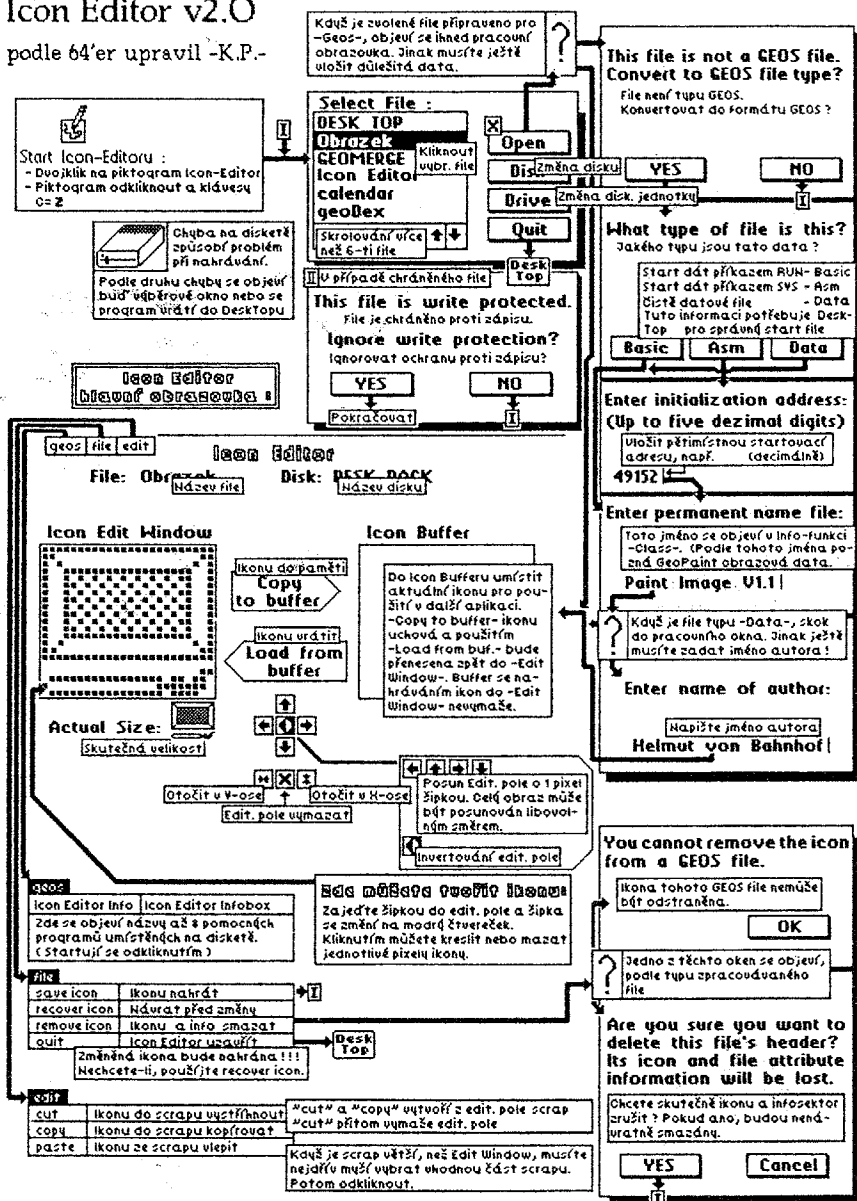 Icon Editor v2.0
podle 64'er upravil -K.P.-
Když je zvolené file připraveno pro
-Geos-, objeví se ihned pracovní
obrazovka. Jinak musíte ještě
vložit důležitá data.
?
This file is not a GEOS file.
Convert to GEOS file type?
File není typu GEOS.
Konvertovat do formátu GEOS ?
YES
NO
I
Start Icon-Editoru :
- Dvojklik na piktogram Icon-Editor
- Piktogram odkliknout a klávesy
C= Z
I
Select File :
DESK TOP
Obrazek
GEOMERGE
Icon Editor
calendar
geoDex
Kliknout
vybr. file
Skrolování více
než 6-ti file
X
Open
Dis
Změna disku
Drive
Změna disk. jednotky
Quit
Desk
Top
Chyba na disketě
způsobí problém
při nahrávání.
Podle druhu chyby se objeví
buď výběrové okno nebo se
program vrátí do DeskTopu
II V případě chráněného file
This file is write protected.
File je chráněno proti zápisu.
Ignore write protection?
Ignorovat ochranu proti zápisu?
YES
NO
Pokračovat
I
What type of file is this?
Jakého typu jsou tato data ?
Start dát příkazem RUN- Basic
Start dát příkazem SYS - Asm
Čistě datové file - Data
Tuto informaci potřebuje Desk-
Top pro správný start file
Basic
Asm
Data
Enter initialization address:
(Up to five dezimal digits)
Vložit pětimístnou startovací
adresu, např. (decimálně)
49152
Enter permanent name file:
Toto jméno se objeví v Info-funkci
-Class-. (Podle tohoto jména po-
zná GeoPaint obrazová data.
Paint Image V1.1
?
Když je file typu -Data-, skok
do pracovního okna. Jinak ještě
musíte zadat jméno autora !
Enter name of author:
Napište jméno autora
Helmut von Bahnhof
Icon Editor
hlavní obrazovka :
geos file edit
Icon Editor
File: Obrazek
Disk: DESK PACK
Název file
Název disku
Icon Edit Window
Icon Buffer
Ikonu do paměti
Copy
to buffer
Ikonu vrátit
Load from
buffer
Do Icon Bufferu umístit
aktuální ikonu pro pou-
žití v další aplikaci.
-Copy to buffer- ikonu
uchová a použitím
-Load from buf.- bude
přenesena zpět do -Edit
Window-. Buffer se na-
hráváním ikon do -Edit
Window- nevymaže.
Actual Size:
Skutečná velikost
Otočit v Y-ose
X
Otočit v X-ose
Edit. pole vymazat
Posun Edit. pole o 1 pixel
šipkou. Celý obraz může
být posunován libovol-
ným směrem.
Invertování edit. pole
geos
Icon Editor Info Icon Editor Infobox
Zde se objeví názvy až 8 pomocných
programů umístěných na disketě.
( Startují se odkliknutím )
Zde můžete tvořit ikonu:
Zajeďte šipkou do edit. pole a šipka
se změní na modrý čtvereček.
Kliknutím můžete kreslit nebo mazat
jednotlivé pixely ikony.
file
save icon Ikonu nahrát
I
recover icon Návrat před změny
remove icon Ikonu a info smazat
quit Icon Editor uzavřít
Desk
Top
Změněná ikona bude nahrána !!!
Nechcete-li, použijte recover icon.
edit
cut Ikonu do scrapu vystřihnout
copy Ikonu do scrapu kopírovat
paste Ikonu ze scrapu vlepit
"cut" a "copy" vytvoří z edit. pole scrap
"cut" přitom vymaže edit. pole
Když je scrap větší, než Edit Window, musíte
nejdřív myší vybrat vhodnou část scrapu.
Potom odkliknout.
You cannot remove the icon
from a GEOS file.
Ikona tohoto GEOS file nemůže
být odstraněna.
OK
?
Jedno z těchto oken se objeví,
podle typu zpracovávaného
file
Are you sure you want to
delete this file's header?
Its icon and file attribute
information will be lost.
Chcete skutečně ikonu a infosektor
zrušit ? Pokud ano, budou nená-
vratně smazány.
YES
Cancel
I